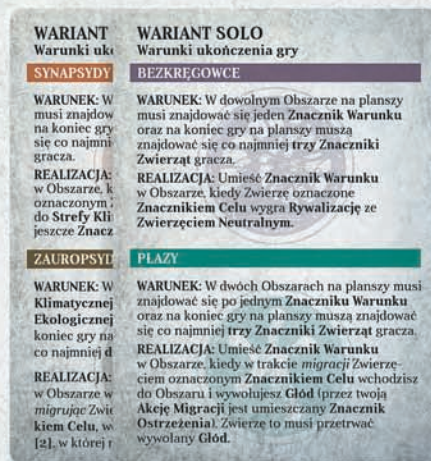 WARIANT
Warunki
SYNAPSYDY
WARUNEK: W
musi znajdow
na koniec gry
się co najmni
gracza.
REALIZACJA:
w Obszarze, k
oznaczonym
do Strefy Kli
jeszcze Znacz
ZAUROPSYD
WARUNEK: W
Klimatycznej
Ekologicznej
koniec gry na
co najmniej d
REALIZACJA:
w Obszarze w
migrując Zwie
kiem Celu, w
[2], w której
WARIANT SOLO
Warunki ukończenia gry
BEZKRĘGOWCE
WARUNEK: W dowolnym Obszarze na planszy
musi znajdować się jeden Znacznik Warunku
oraz na koniec gry na planszy muszą
znajdować się co najmniej trzy Znaczniki
Zwierząt gracza.
REALIZACJA: Umieść Znacznik Warunku
w Obszarze, kiedy Zwierzę oznaczone
Znacznikiem Celu wygra Rywalizację ze
Zwierzęciem Neutralnym.
PŁAZY
WARUNEK: W dwóch Obszarach na planszy musi
znajdować się po jednym Znaczniku Warunku
oraz na koniec gry na planszy muszą znajdować
się co najmniej trzy Znaczniki Zwierząt gracza.
REALIZACJA: Umieść Znacznik Warunku
w Obszarze, kiedy w trakcie migracji Zwierzę-
ciem oznaczonym Znacznikiem Celu wchodzisz
do Obszaru i wywołujesz Głód (przez twoją
Akcję Migracji jest umieszczany Znacznik
Ostrzeżenia). Zwierzę to musi przetrwać
wywołany Głód.